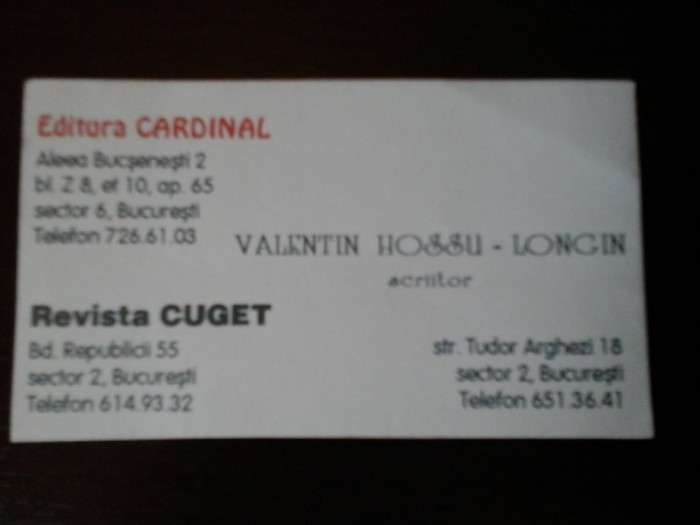 Editura CARDINAL
Aleea Bucşeneşti 2
bl. Z 8, et 10, ap. 65
sector 6, Bucureşti
Telefon 726.61.03
VALENTIN HOSSU - LONGIN
scriitor
Revista CUGET
Bd. Republicii 55
sector 2, Bucureşti
Telefon 614.93.32
str. Tudor Arghezi 18
sector 2, Bucureşti
Telefon 651.36.41